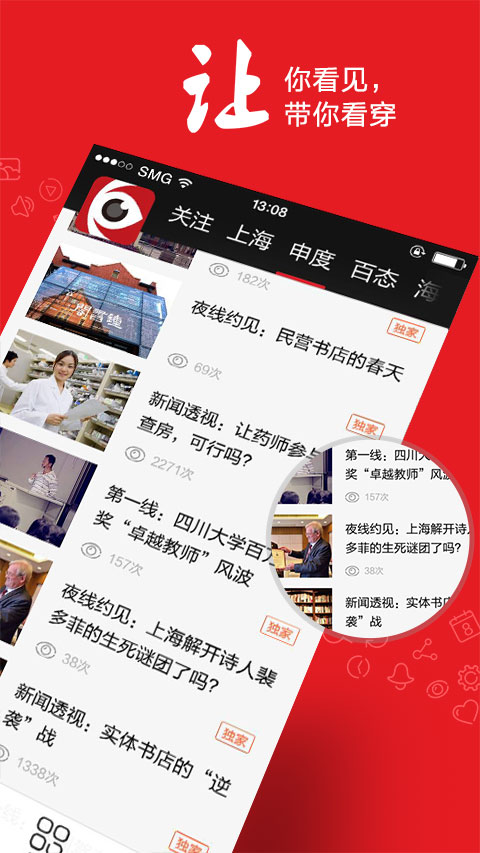 让
你看见，
带你看穿
SMG
13:08
关注 上海 申度 百态 海
182次
独家
夜线约见：民营书店的春天
69次
独家
新闻透视：让药师参与
查房，可行吗？
2271次
第一线：四川大学百万
奖“卓越教师”风波
157次
独家
夜线约见：上海解开诗人裴
多菲的生死谜团了吗？
38次
独家
新闻透视：实体书店的“逆
袭”战
1338次
独家
第一线：四川大
奖“卓越教师”风
157次
夜线约见：上海解开诗人
多菲的生死谜团了吗？
38次
新闻透视：实体书
袭”战
8